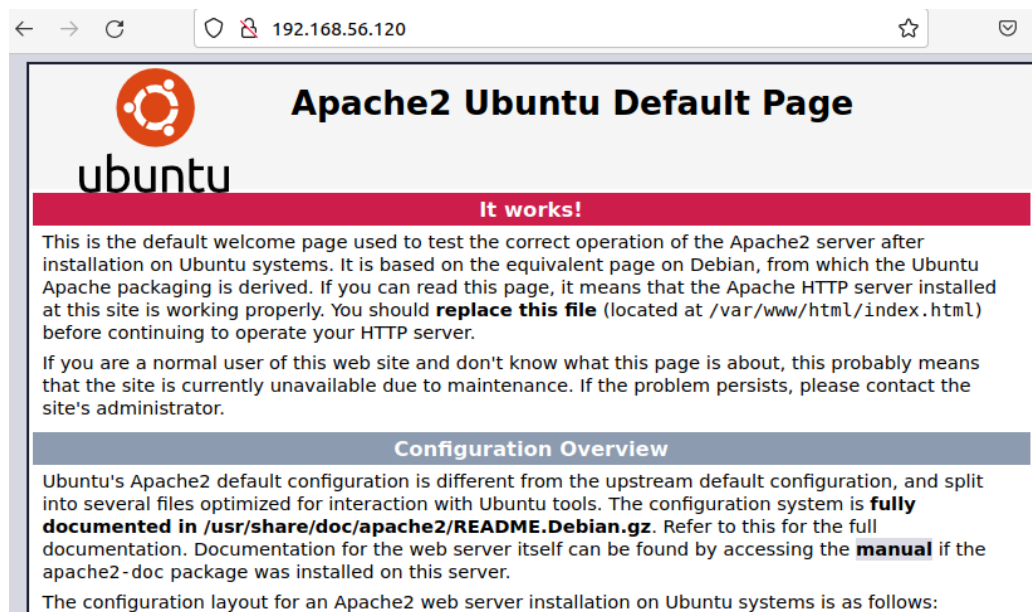 192.168.56.120
Apache2 Ubuntu Default Page
ubuntu
It works!
This is the default welcome page used to test the correct operation of the Apache2 server after
installation on Ubuntu systems. It is based on the equivalent page on Debian, from which the Ubuntu
Apache packaging is derived. If you can read this page, it means that the Apache HTTP server installed
at this site is working properly. You should replace this file (located at /var/www/html/index.html)
before continuing to operate your HTTP server.
If you are a normal user of this web site and don't know what this page is about, this probably means
that the site is currently unavailable due to maintenance. If the problem persists, please contact the
site's administrator.
Configuration Overview
Ubuntu's Apache2 default configuration is different from the upstream default configuration, and split
into several files optimized for interaction with Ubuntu tools. The configuration system is fully
documented in /usr/share/doc/apache2/README.Debian.gz. Refer to this for the full
documentation. Documentation for the web server itself can be found by accessing the manual if the
apache2-doc package was installed on this server.
The configuration layout for an Apache2 web server installation on Ubuntu systems is as follows: